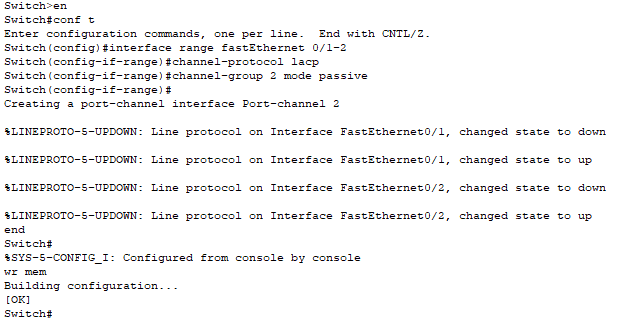 Switch>en
Switch#conf t
Enter configuration commands, one per line.  End with CNTL/Z.
Switch(config)#interface range fastEthernet 0/1-2
Switch(config-if-range)#channel-protocol lacp
Switch(config-if-range)#channel-group 2 mode passive
Switch(config-if-range)#
Creating a port-channel interface Port-channel 2
%LINEPROTO-5-UPDOWN: Line protocol on Interface FastEthernet0/1, changed state to down
%LINEPROTO-5-UPDOWN: Line protocol on Interface FastEthernet0/1, changed state to up
%LINEPROTO-5-UPDOWN: Line protocol on Interface FastEthernet0/2, changed state to down
%LINEPROTO-5-UPDOWN: Line protocol on Interface FastEthernet0/2, changed state to up
end
Switch#
%SYS-5-CONFIG_I: Configured from console by console
wr mem
Building configuration...
[OK]
Switch#